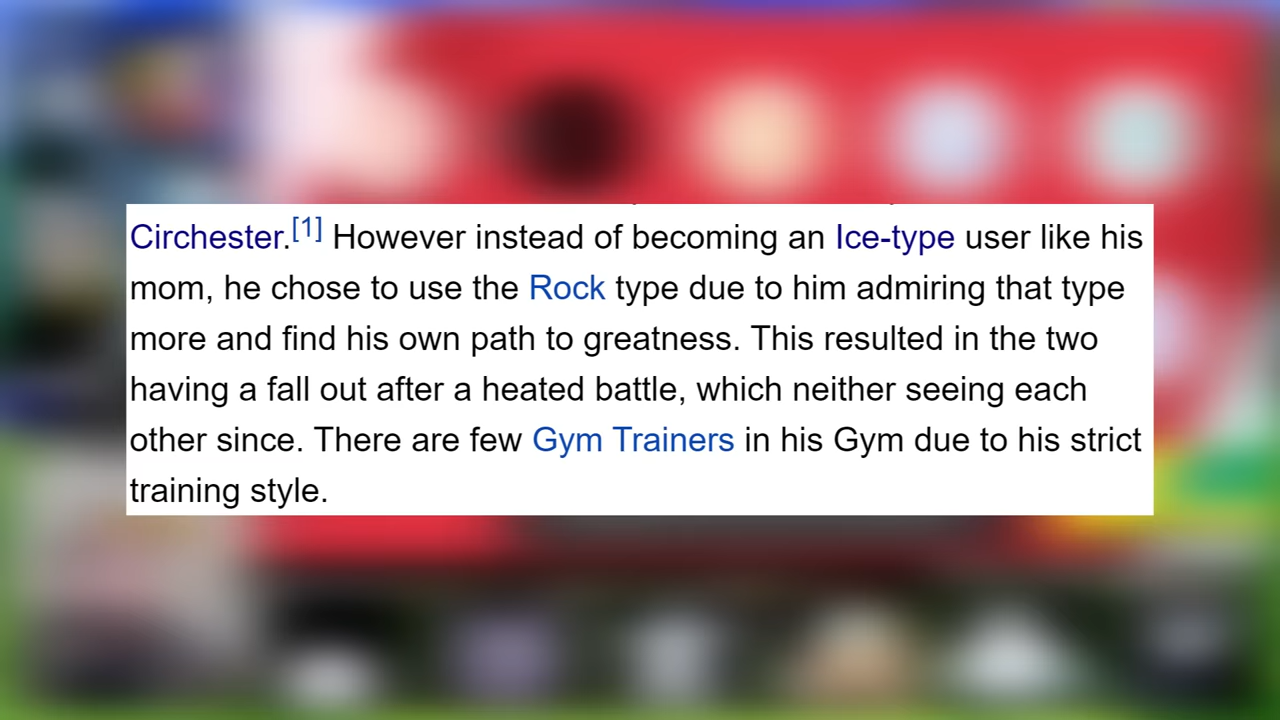 Circhester.[1] However instead of becoming an Ice-type user like his
mom, he chose to use the Rock type due to him admiring that type
more and find his own path to greatness. This resulted in the two
having a fall out after a heated battle, which neither seeing each
other since. There are few Gym Trainers in his Gym due to his strict
training style.